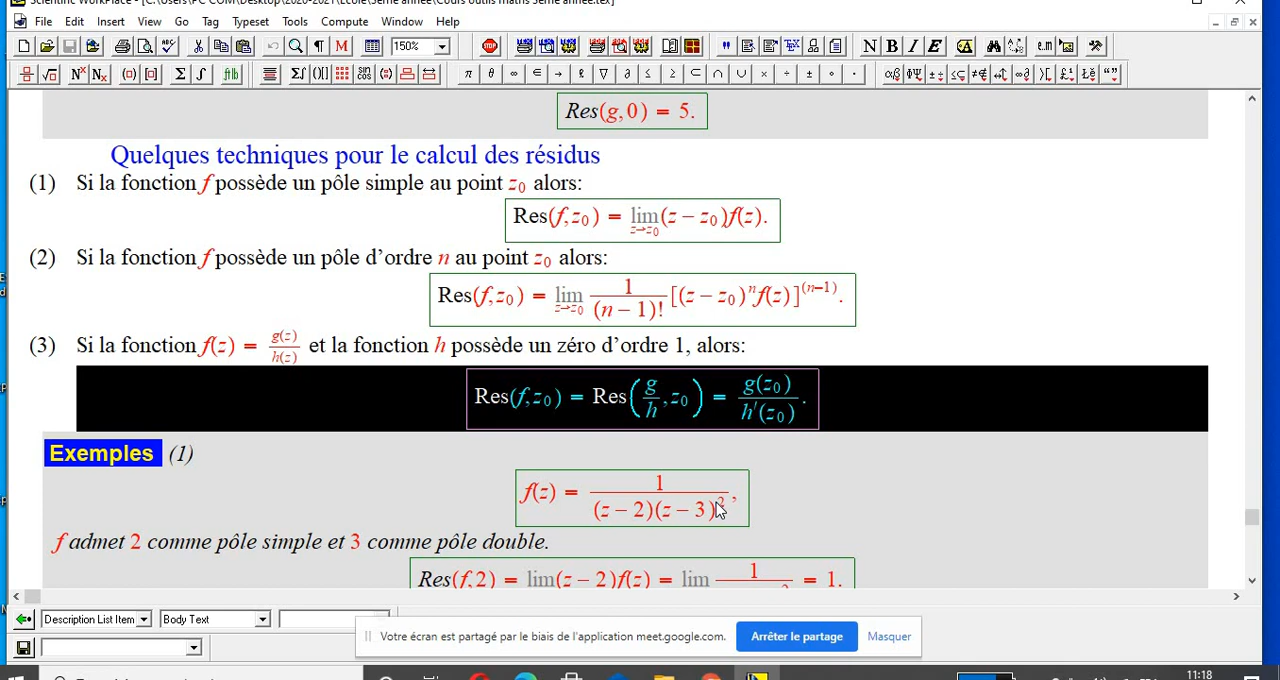 Scientific WorkPlace - [C:\Users\PC COM\Desktop\2020-2021\Ecole\3eme annee\Cours outils maths 3eme annee.tex]
File Edit Insert View Go Tag Typeset Tools Compute Window Help
150%
Res(g,0) = 5.
Quelques techniques pour le calcul des résidus
(1) Si la fonction f possède un pôle simple au point z₀ alors:
Res(f,z₀) = lim_{z→z₀} (z − z₀)f(z).
(2) Si la fonction f possède un pôle d'ordre n au point z₀ alors:
Res(f,z₀) = lim_{z→z₀} 1/(n − 1)! [(z − z₀)ⁿf(z)]^(n−1).
(3) Si la fonction f(z) = g(z)/h(z) et la fonction h possède un zéro d'ordre 1, alors:
Res(f,z₀) = Res(g/h, z₀) = g(z₀)/h′(z₀).
Exemples (1)
f(z) = 1/(z − 2)(z − 3)²,
f admet 2 comme pôle simple et 3 comme pôle double.
Res(f,2) = lim(z − 2)f(z) = lim 1 = 1.
Description List Item Body Text
Votre écran est partagé par le biais de l'application meet.google.com. Arrêter le partage Masquer
11:18